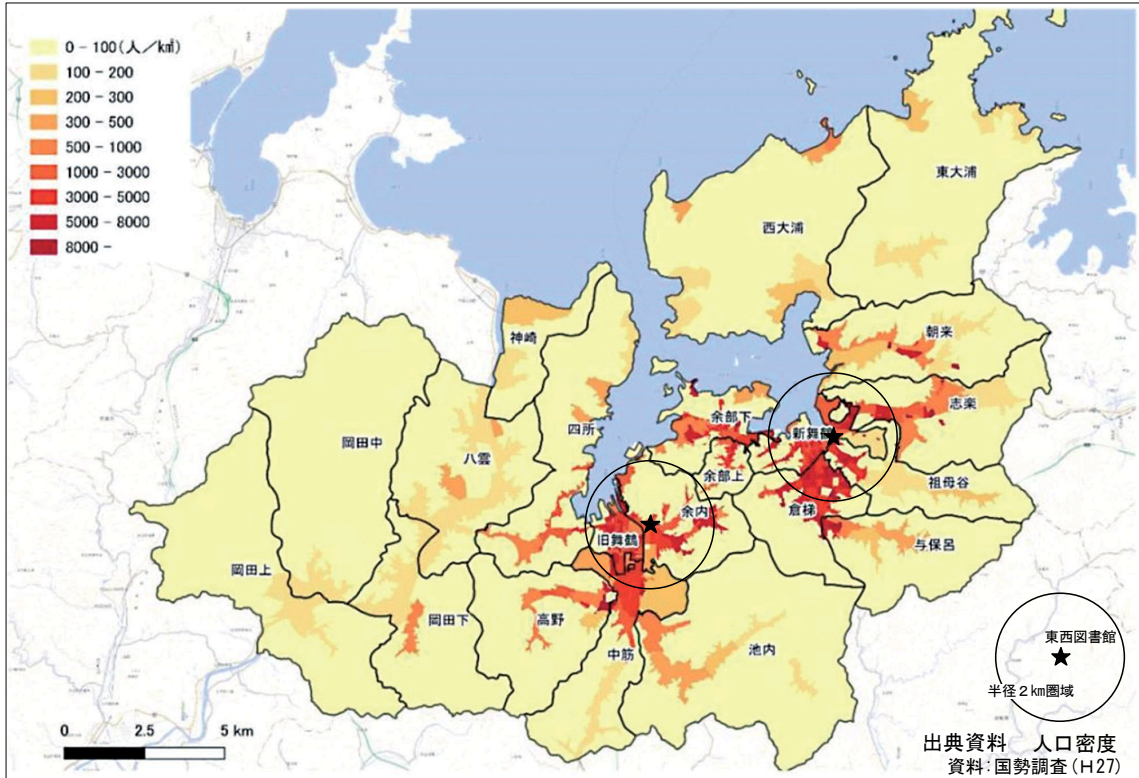 0 - 100(人/k㎡)
100 - 200
200 - 300
300 - 500
500 - 1000
1000 - 3000
3000 - 5000
5000 - 8000
8000 -
東大浦
西大浦
朝来
神崎
志楽
余部下
新舞鶴
岡田中
四所
八雲
余部上
祖母谷
倉梯
余内
旧舞鶴
与保呂
岡田上
岡田下
高野
中筋
池内
東西図書館
半径2㎞圏域
0 2.5 5 km
出典資料 人口密度
資料:国勢調査(H27)